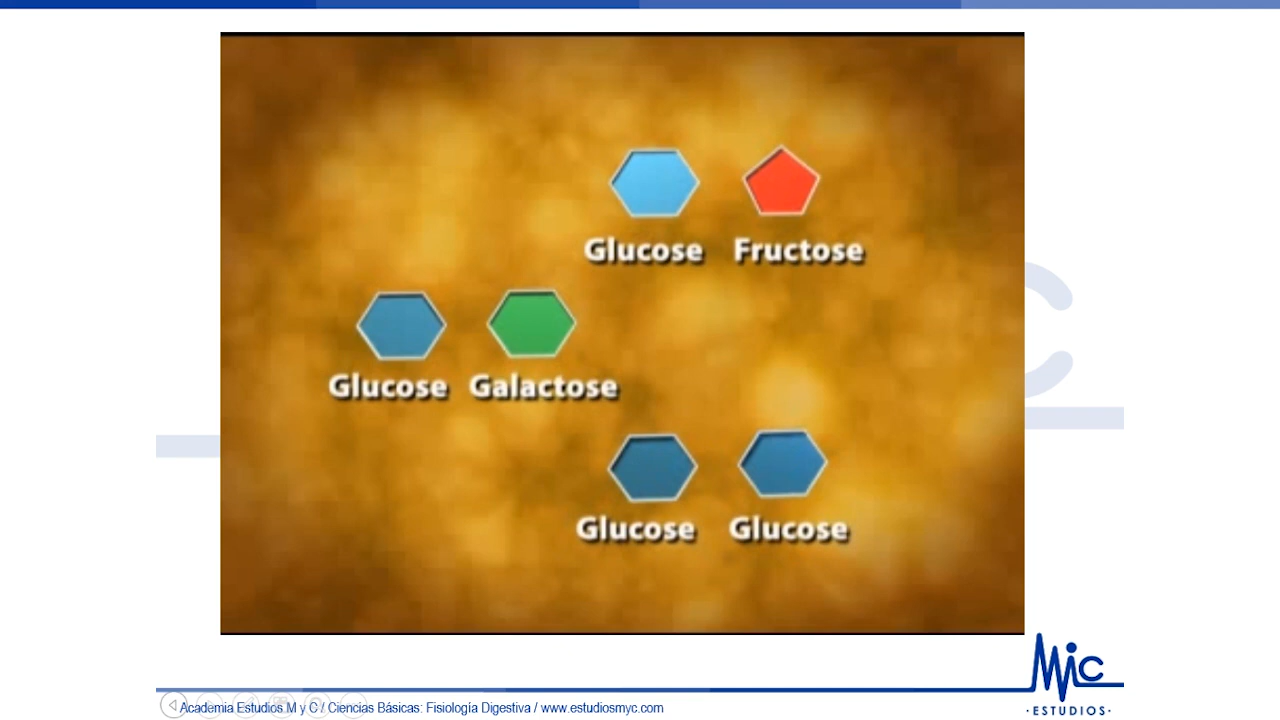 Glucose Fructose
Glucose Galactose
Glucose Glucose
Academia Estudios M y C / Ciencias Básicas: Fisiología Digestiva / www.estudiosmyc.com
MyC
·ESTUDIOS·